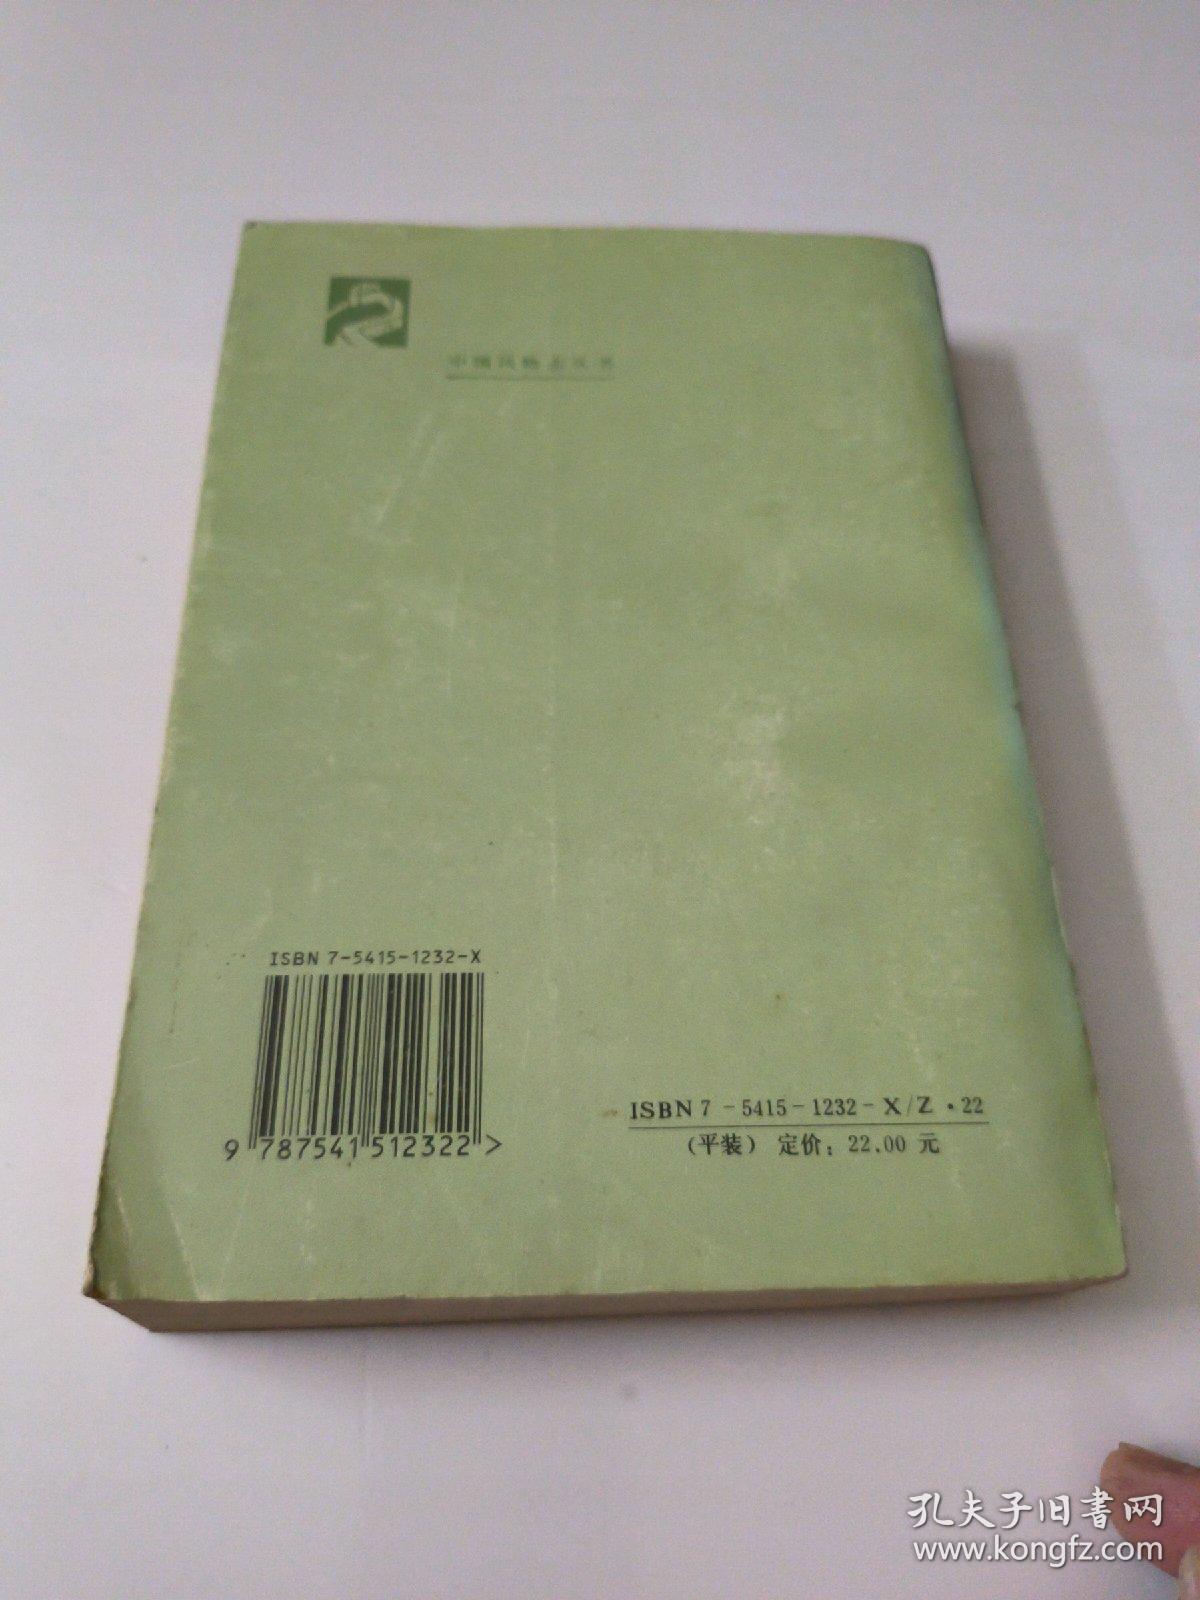 ISBN 7-5415-1232-X
9 787541 512322 >
ISBN 7 - 5415 - 1232 - X / Z · 22
(平装) 定价: 22.00 元
孔夫子旧书网
www.kongfz.com